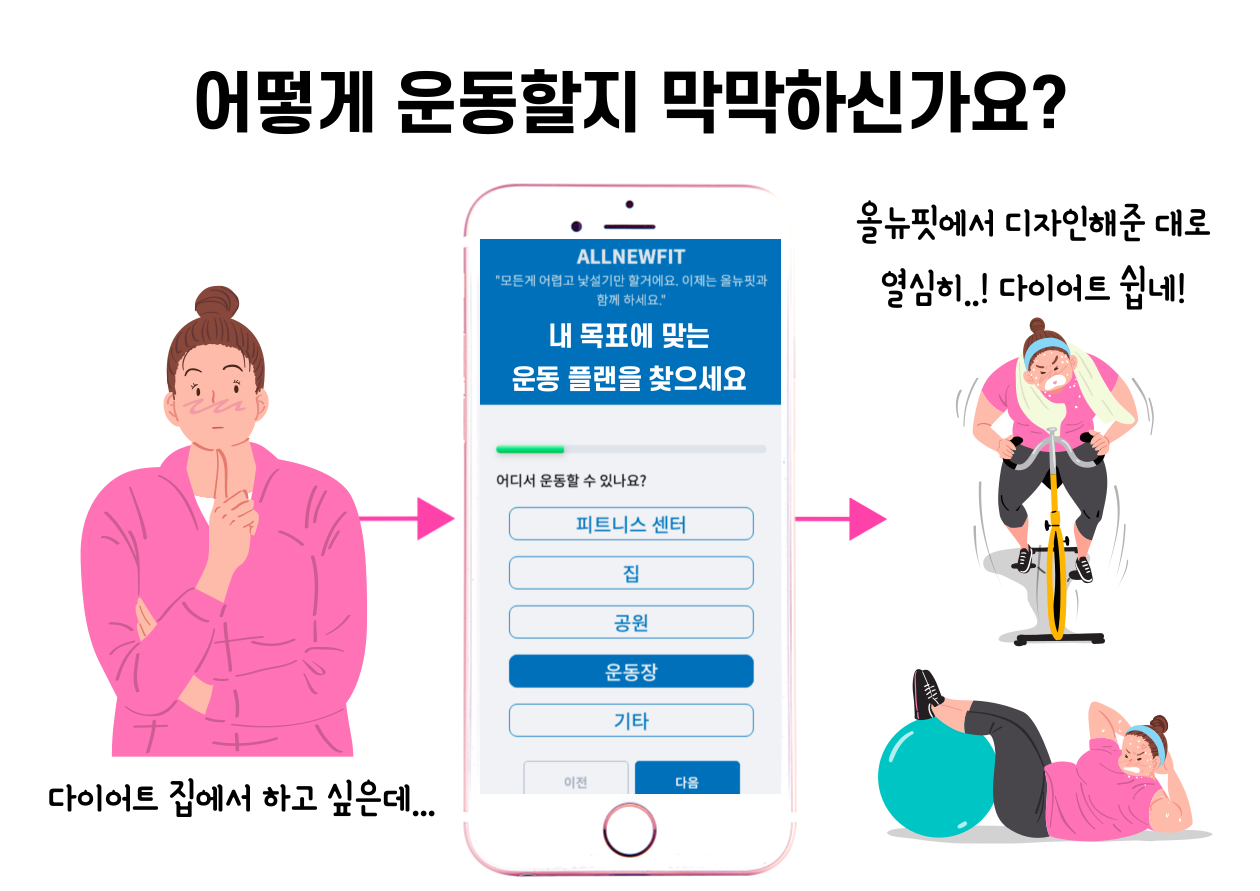 어떻게 운동할지 막막하신가요?
다이어트 집에서 하고 싶은데...
ALLNEWFIT
"모든게 어렵고 낯설기만 할거에요. 이제는 올뉴핏과
함께 하세요."
내 목표에 맞는
운동 플랜을 찾으세요
어디서 운동할 수 있나요?
피트니스 센터
집
공원
운동장
기타
이전
다음
올뉴핏에서 디자인해준 대로
열심히..! 다이어트 쉽네!